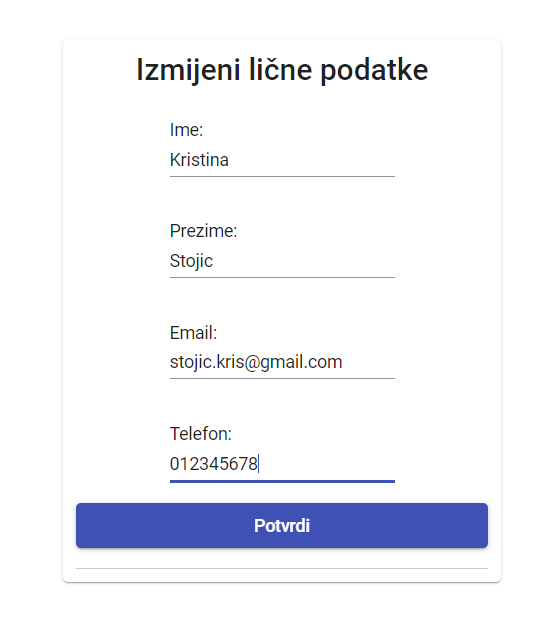 Izmijeni lične podatke
Ime:
Kristina
Prezime:
Stojic
Email:
stojic.kris@gmail.com
Telefon:
012345678
Potvrdi